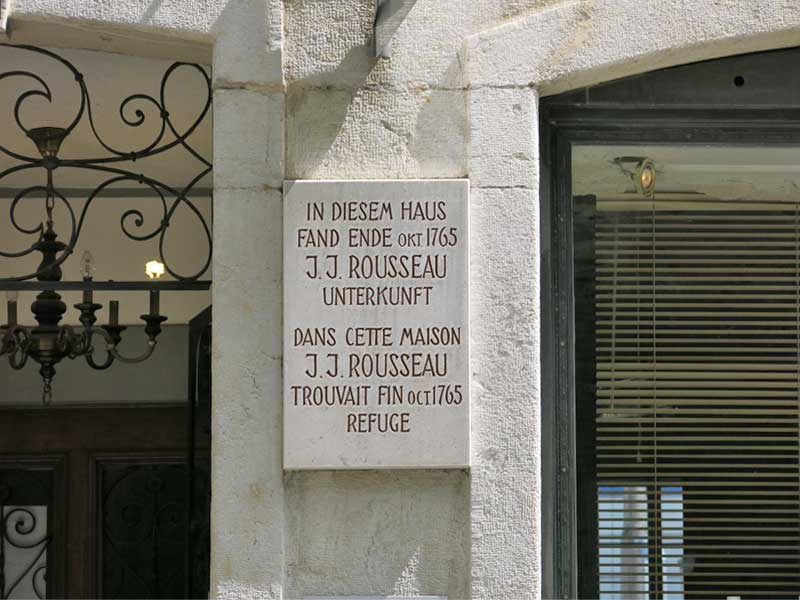 IN DIESEM HAUS
FAND ENDE OKT 1765
J. J. ROUSSEAU
UNTERKUNFT
DANS CETTE MAISON
J. J. ROUSSEAU
TROUVAIT FIN OCT 1765
REFUGE